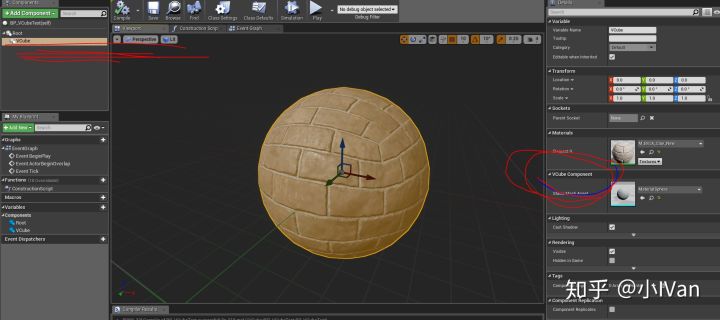 Components
Details
+ Add Component
Compile
Save
Browse
Find
Class Settings
Class Defaults
Simulation
Play
No debug object selected
Debug Filter
BP_VCubeTest(self)
Root
VCube
Viewport
Construction Scrip
Event Graph
Perspective
Lit
10
10°
0.25
4
My Blueprint
+ Add New
Search
Graphs
EventGraph
Event BeginPlay
Event ActorBeginOverlap
Event Tick
Functions
ConstructionScript
Macros
Variables
Components
Root
VCube
Event Dispatchers
Compiler Results
Variable
Variable Name
VCube
Tooltip
Category
Default
Editable when Inherited
Transform
Location
X 0.0 Y 0.0 Z 0.0
Rotation
X 0.0° Y 0.0° Z 0.0°
Scale
X 1.0 Y 1.0 Z 1.0
Sockets
Parent Socket
None
Materials
Element 0
M_Brick_Clay_New
Textures
VCube Component
MaterialSphere
Lighting
Cast Shadow
Rendering
Visible
Hidden in Game
Tags
Component Replication
Component Replicates
知乎 @小IVan